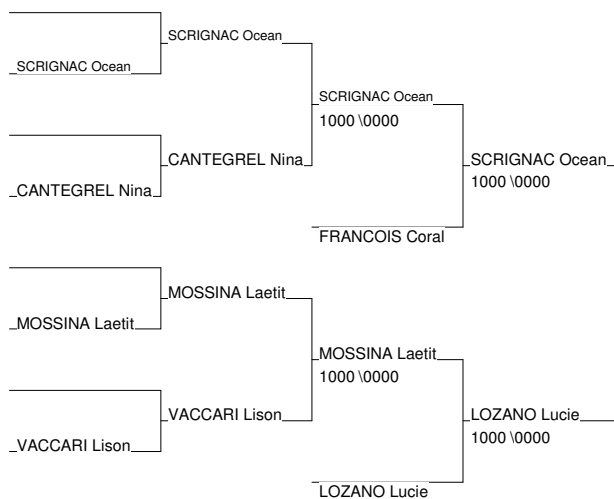 SCRIGNAC Ocean
SCRIGNAC Ocean
SCRIGNAC Ocean
1000 \0000
CANTEGREL Nina
SCRIGNAC Ocean
1000 \0000
CANTEGREL Nina
FRANCOIS Coral
MOSSINA Laetit
MOSSINA Laetit
MOSSINA Laetit
1000 \0000
VACCARI Lison
LOZANO Lucie
1000 \0000
VACCARI Lison
LOZANO Lucie